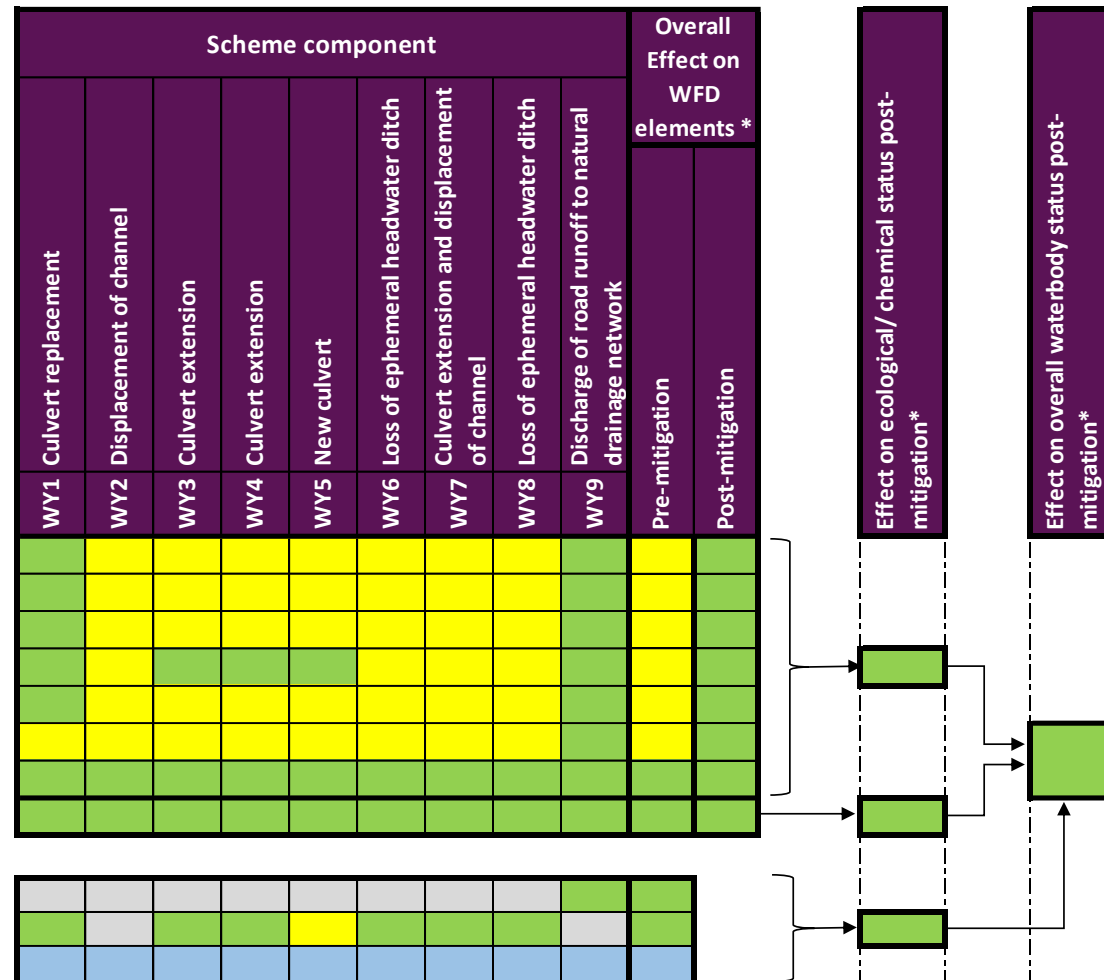 Scheme component
Overall
Effect on
WFD
elements *
Culvert replacement
Displacement of channel
Culvert extension
Culvert extension
New culvert
Loss of ephemeral headwater ditch
Culvert extension and displacement
of channel
Loss of ephemeral headwater ditch
Discharge of road runoff to natural
drainage network
Pre-mitigation
Post-mitigation
WY1
WY2
WY3
WY4
WY5
WY6
WY7
WY8
WY9
Effect on ecological/ chemical status post-
mitigation*
Effect on overall waterbody status post-
mitigation*